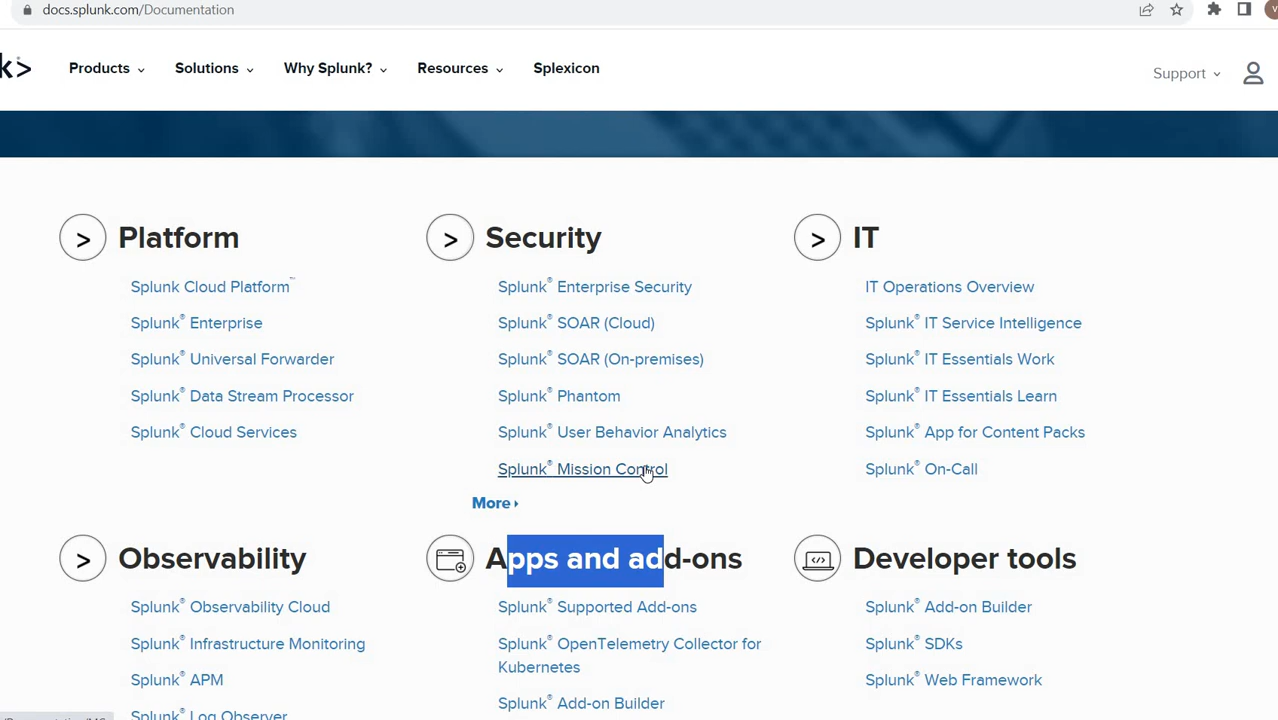 docs.splunk.com/Documentation
k>
Products
Solutions
Why Splunk?
Resources
Splexicon
Support
V
> Platform
Splunk Cloud Platform™
Splunk® Enterprise
Splunk® Universal Forwarder
Splunk® Data Stream Processor
Splunk® Cloud Services
> Security
Splunk® Enterprise Security
Splunk® SOAR (Cloud)
Splunk® SOAR (On-premises)
Splunk® Phantom
Splunk® User Behavior Analytics
Splunk® Mission Control
More
> IT
IT Operations Overview
Splunk® IT Service Intelligence
Splunk® IT Essentials Work
Splunk® IT Essentials Learn
Splunk® App for Content Packs
Splunk® On-Call
> Observability
Splunk® Observability Cloud
Splunk® Infrastructure Monitoring
Splunk® APM
Splunk® Log Observer
Apps and add-ons
Splunk® Supported Add-ons
Splunk® OpenTelemetry Collector for
Kubernetes
Splunk® Add-on Builder
</> Developer tools
Splunk® Add-on Builder
Splunk® SDKs
Splunk® Web Framework